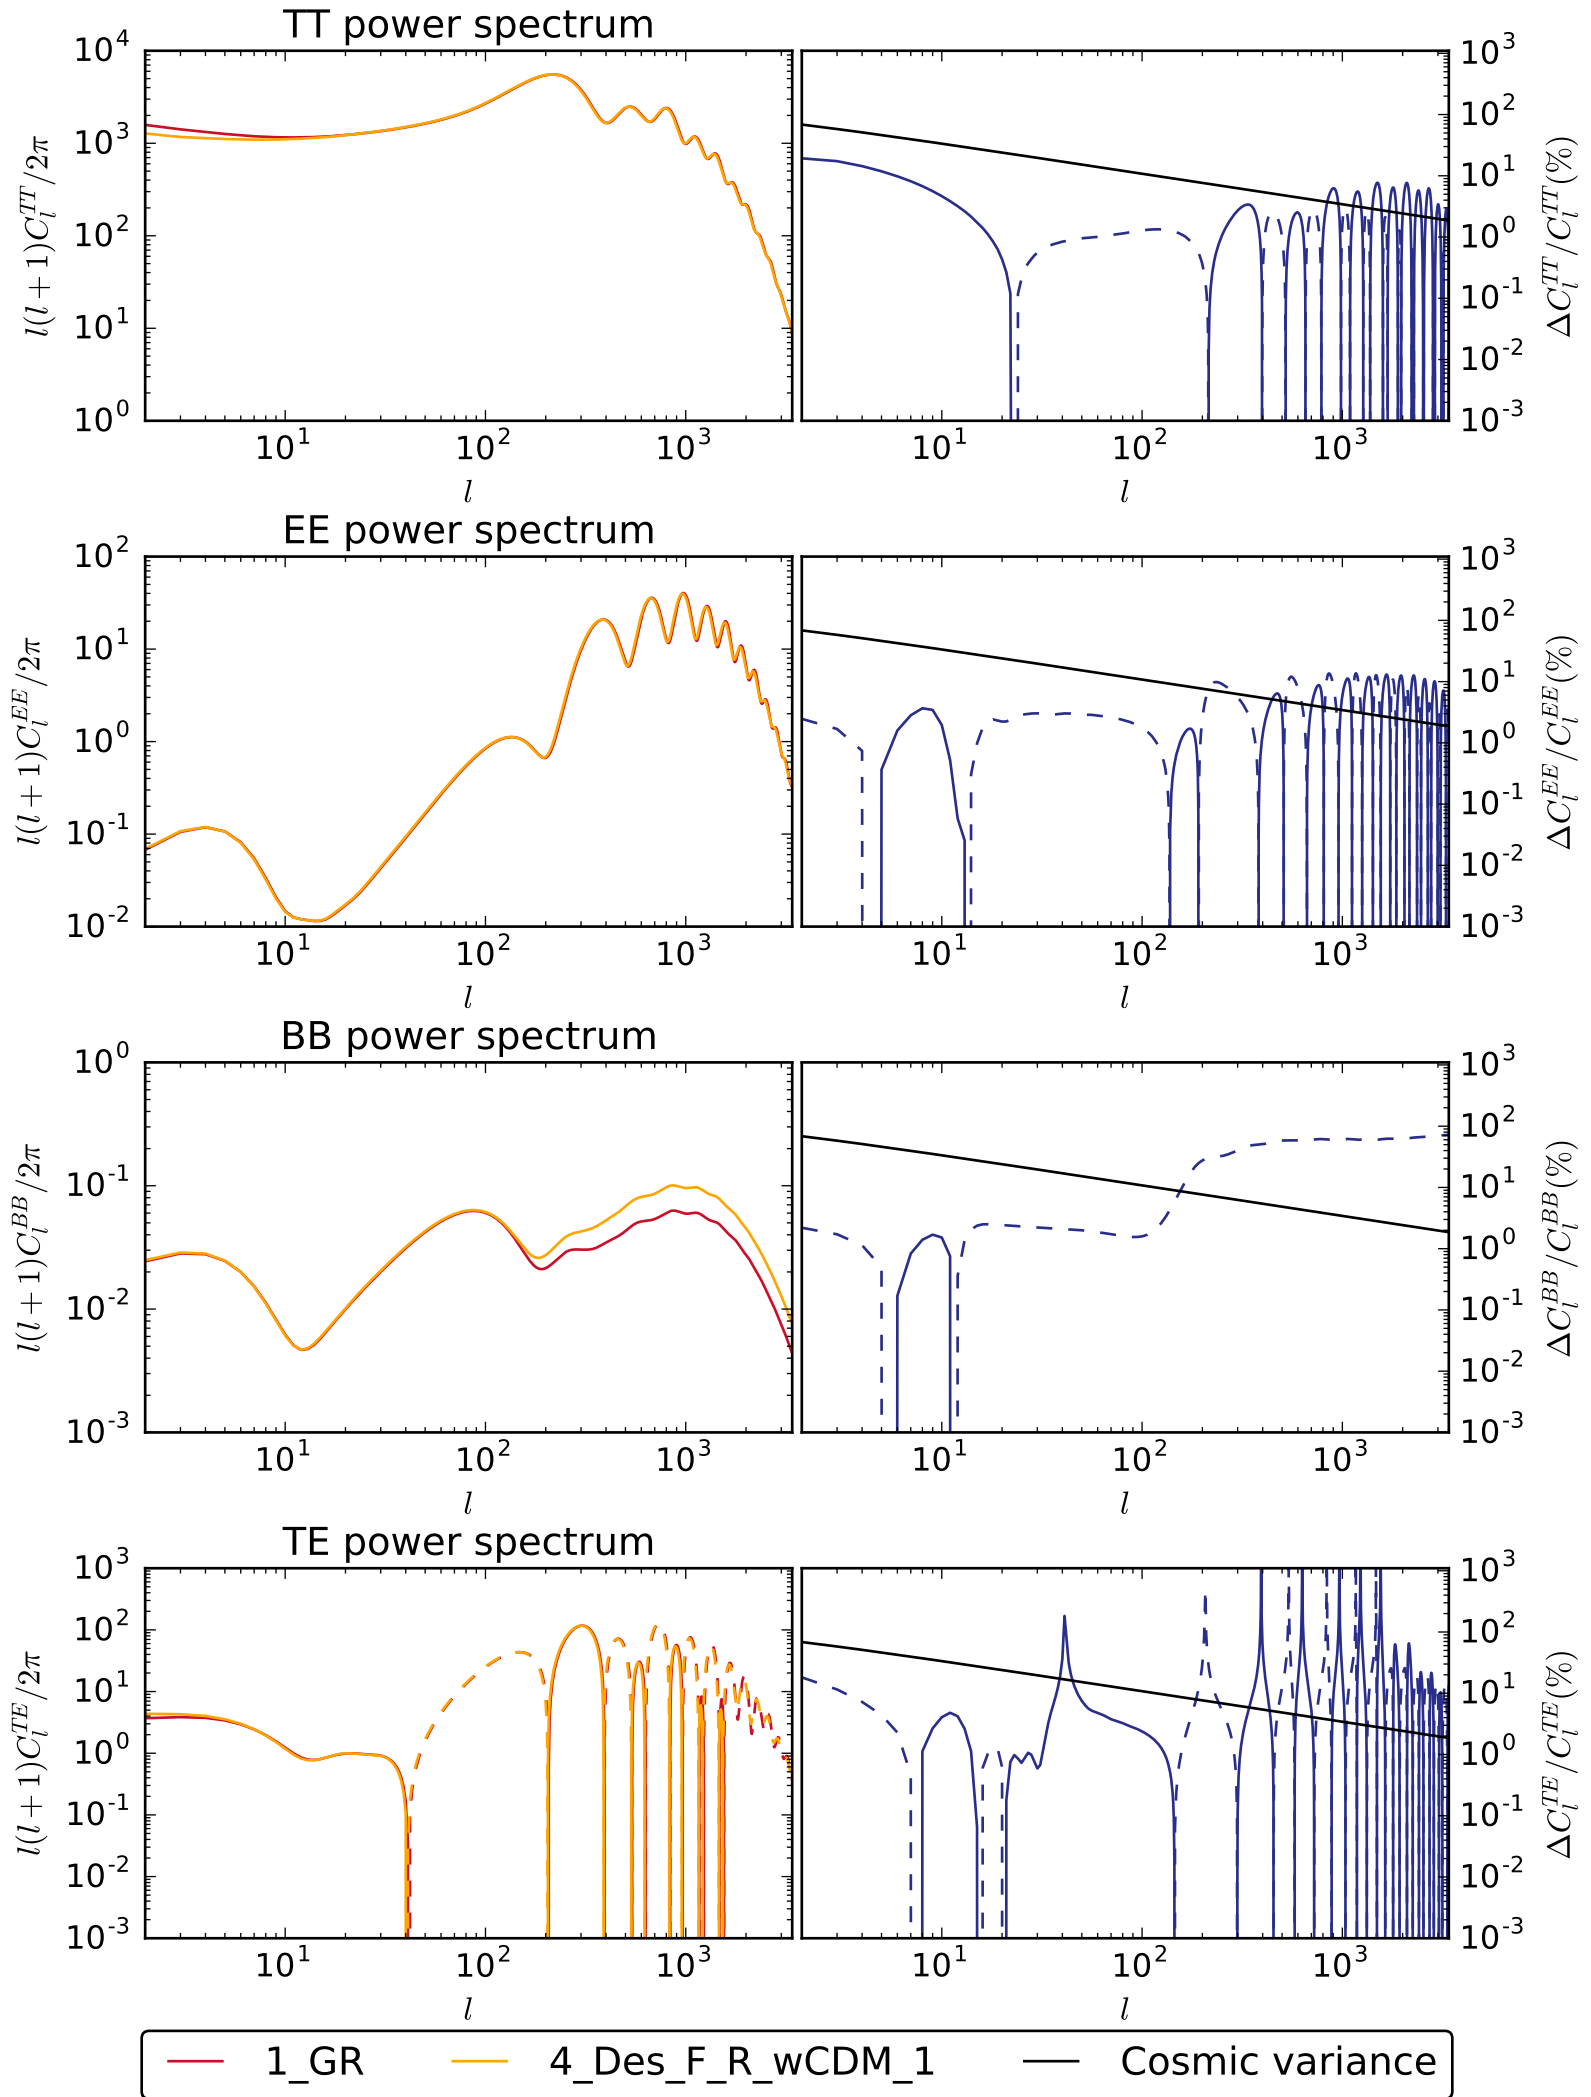 TT power spectrum
10^4
10^3
10^2
10^1
10^0
l(l+1)C_l^{TT}/2π
10^1 10^2 10^3
l
10^1 10^2 10^3
l
10^3
10^2
10^1
10^0
10^-1
10^-2
10^-3
ΔC_l^{TT}/C_l^{TT}(%)
EE power spectrum
10^2
10^1
10^0
10^-1
10^-2
l(l+1)C_l^{EE}/2π
10^1 10^2 10^3
l
10^1 10^2 10^3
l
10^3
10^2
10^1
10^0
10^-1
10^-2
10^-3
ΔC_l^{EE}/C_l^{EE}(%)
BB power spectrum
10^0
10^-1
10^-2
10^-3
l(l+1)C_l^{BB}/2π
10^1 10^2 10^3
l
10^1 10^2 10^3
l
10^3
10^2
10^1
10^0
10^-1
10^-2
10^-3
ΔC_l^{BB}/C_l^{BB}(%)
TE power spectrum
10^3
10^2
10^1
10^0
10^-1
10^-2
10^-3
l(l+1)C_l^{TE}/2π
10^1 10^2 10^3
l
10^1 10^2 10^3
l
10^3
10^2
10^1
10^0
10^-1
10^-2
10^-3
ΔC_l^{TE}/C_l^{TE}(%)
1_GR 4_Des_F_R_wCDM_1 Cosmic variance